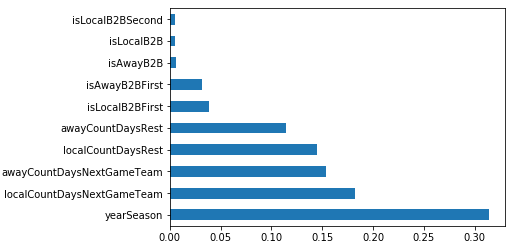 isLocalB2BSecond
isLocalB2B
isAwayB2B
isAwayB2BFirst
isLocalB2BFirst
awayCountDaysRest
localCountDaysRest
awayCountDaysNextGameTeam
localCountDaysNextGameTeam
yearSeason
0.00 0.05 0.10 0.15 0.20 0.25 0.30